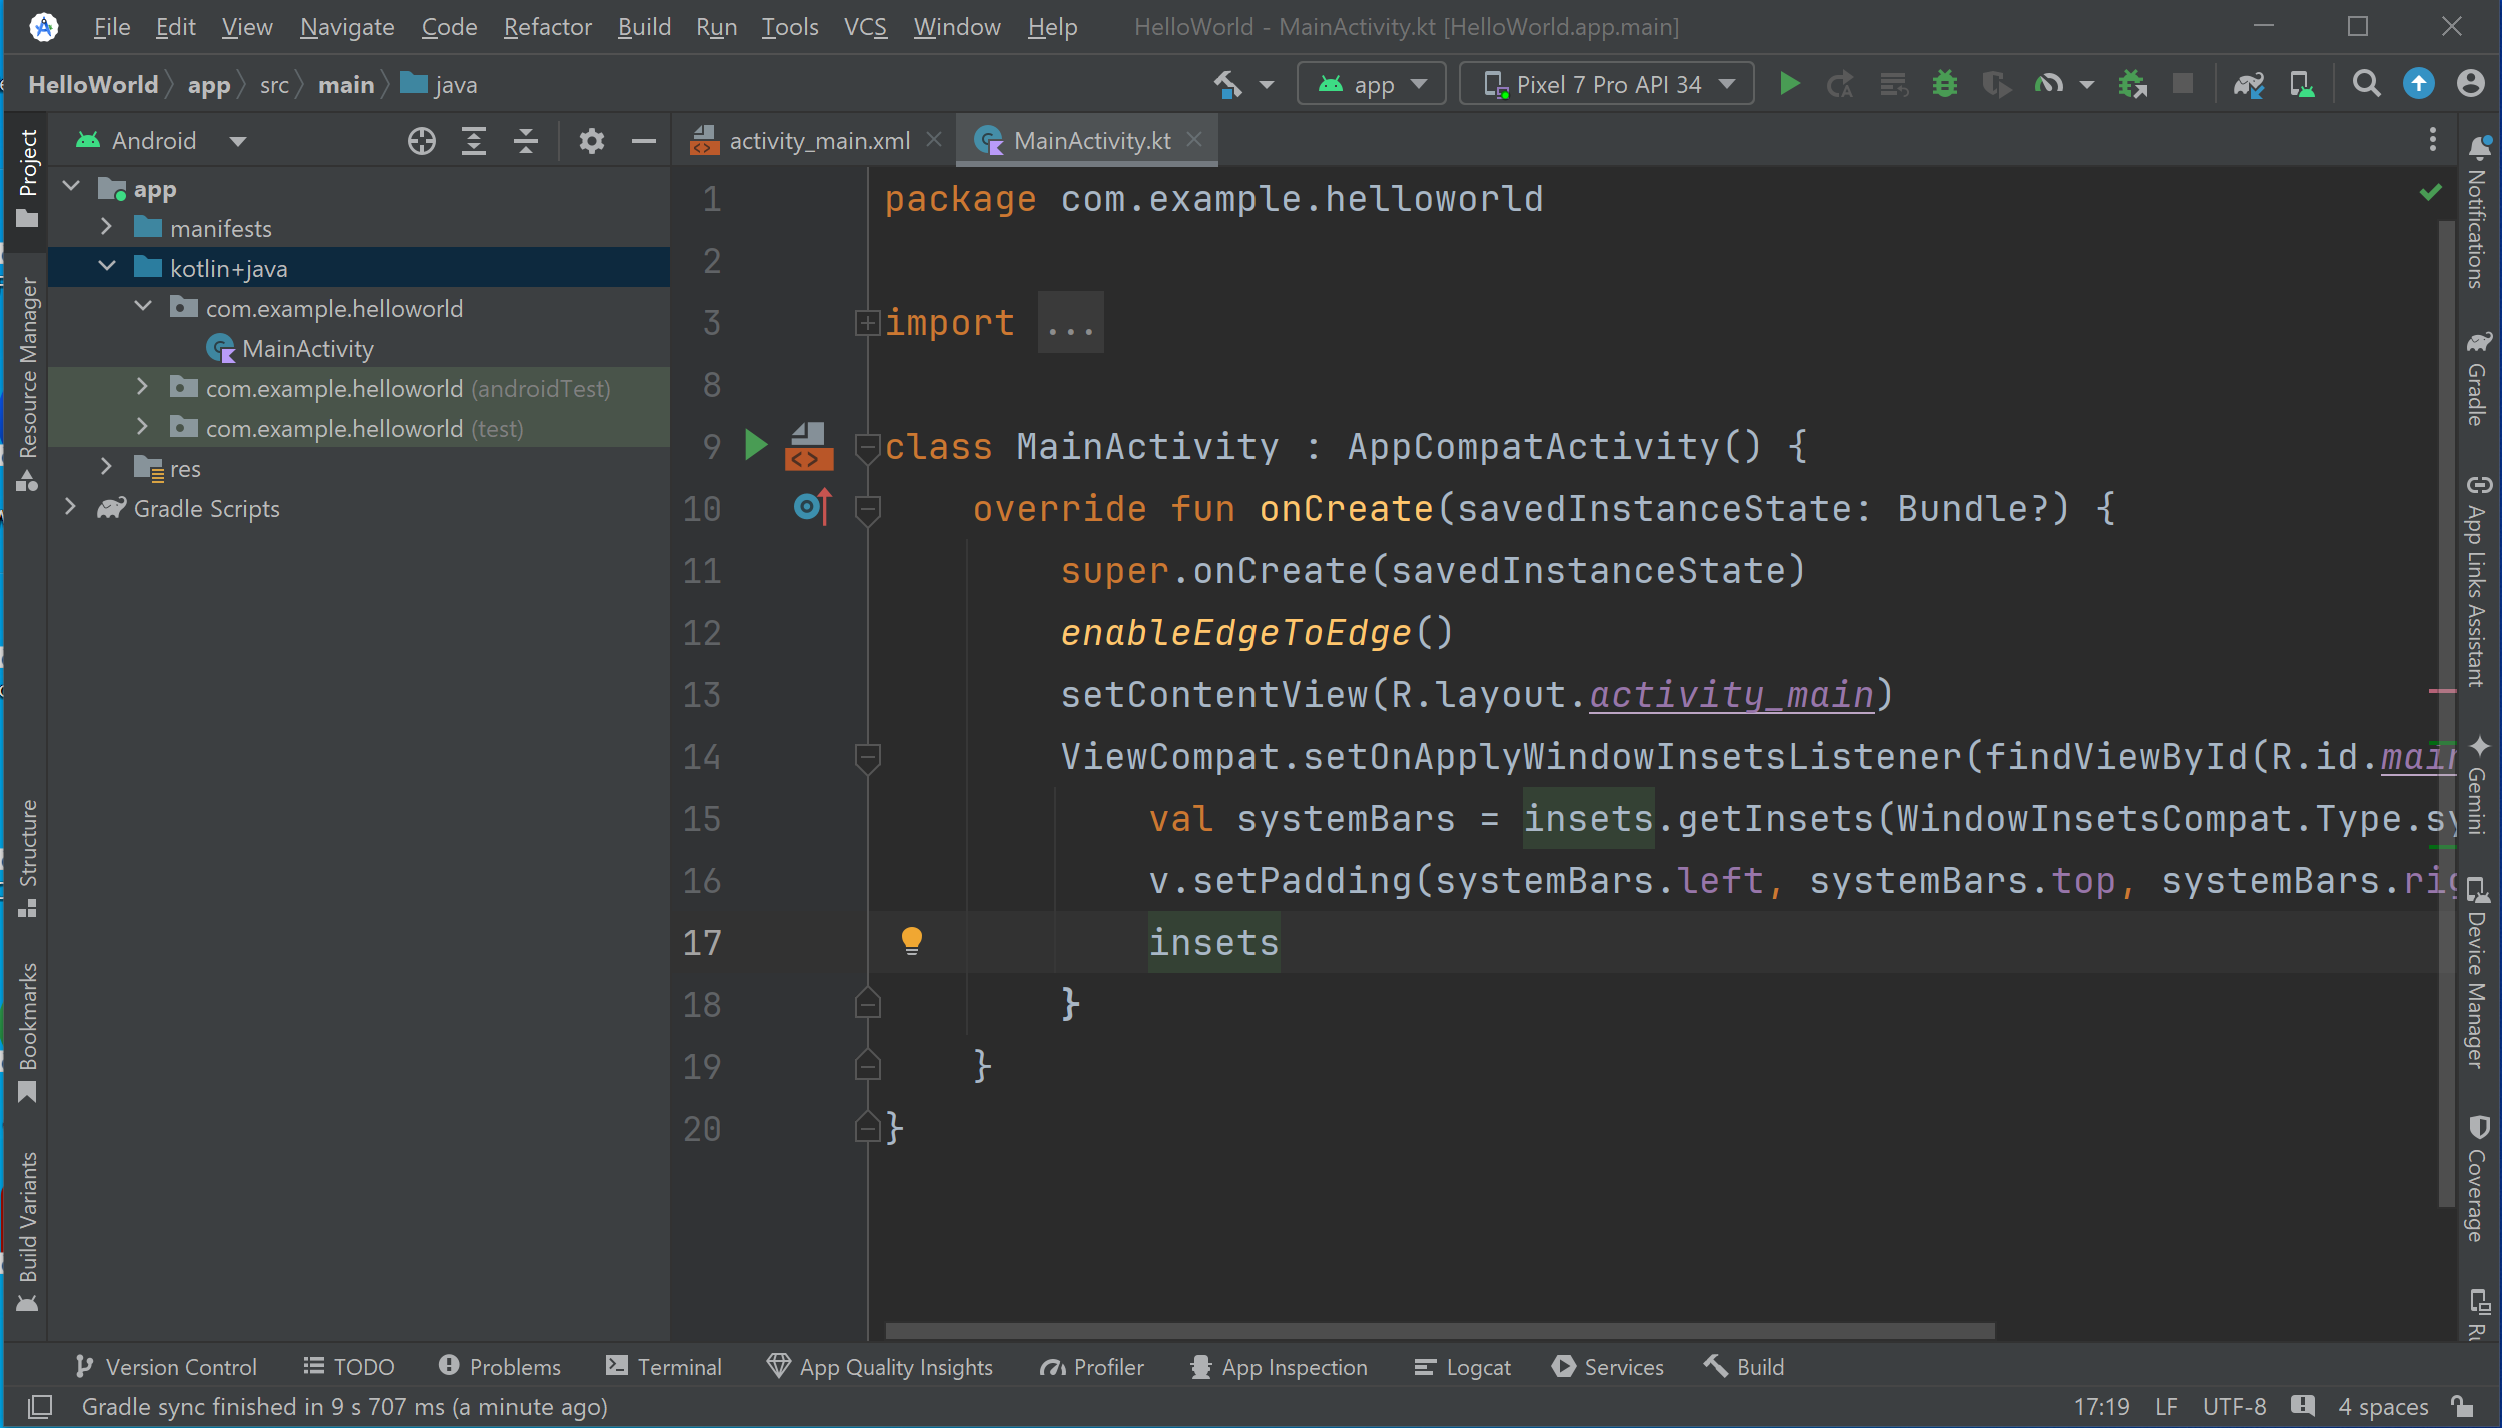 File Edit View Navigate Code Refactor Build Run Tools VCS Window Help HelloWorld - MainActivity.kt [HelloWorld.app.main]
HelloWorld app src main java app Pixel 7 Pro API 34
Android
activity_main.xml MainActivity.kt
Project
Resource Manager
Structure
Bookmarks
Build Variants
app
manifests
kotlin+java
com.example.helloworld
MainActivity
com.example.helloworld (androidTest)
com.example.helloworld (test)
res
Gradle Scripts
1 package com.example.helloworld
2
3 import ...
8
9 class MainActivity : AppCompatActivity() {
10 override fun onCreate(savedInstanceState: Bundle?) {
11 super.onCreate(savedInstanceState)
12 enableEdgeToEdge()
13 setContentView(R.layout.activity_main)
14 ViewCompat.setOnApplyWindowInsetsListener(findViewById(R.id.main
15 val systemBars = insets.getInsets(WindowInsetsCompat.Type.sy
16 v.setPadding(systemBars.left, systemBars.top, systemBars.rig
17 insets
18 }
19 }
20 }
Notifications
Gradle
App Links Assistant
Gemini
Device Manager
Coverage
Ru
Version Control TODO Problems Terminal App Quality Insights Profiler App Inspection Logcat Services Build
Gradle sync finished in 9 s 707 ms (a minute ago) 17:19 LF UTF-8 4 spaces